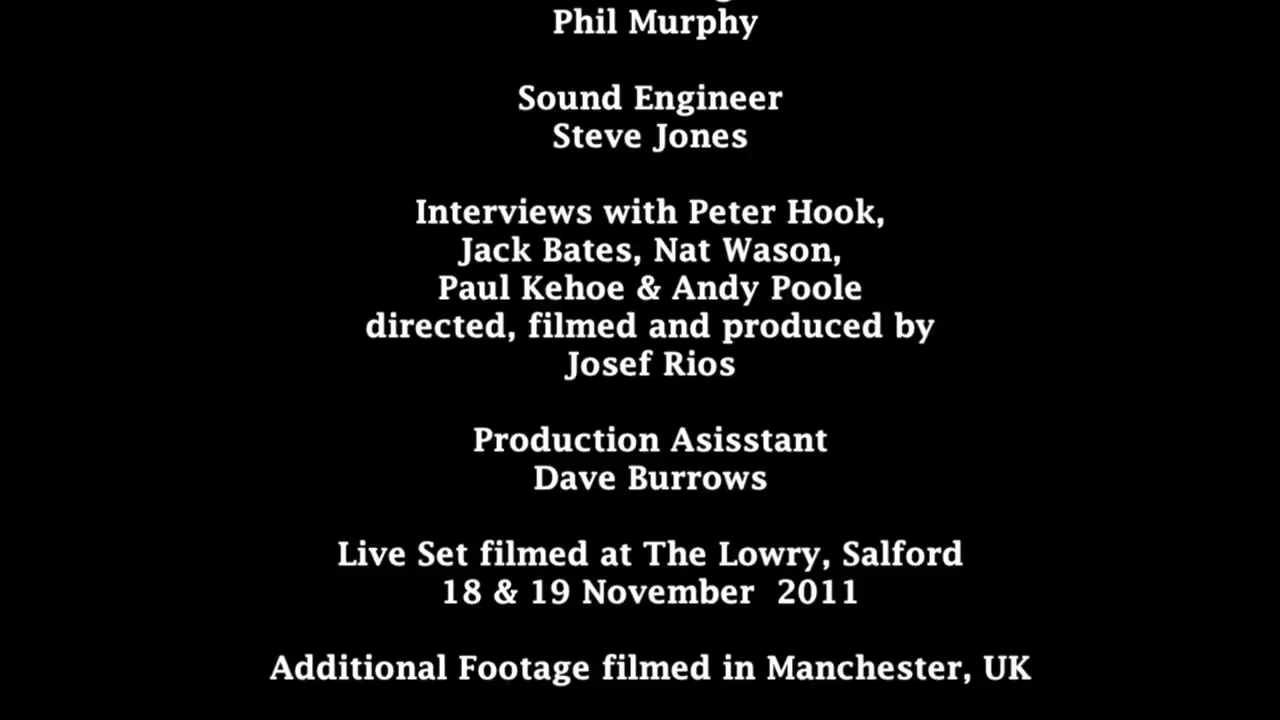 Phil Murphy
Sound Engineer
Steve Jones
Interviews with Peter Hook,
Jack Bates, Nat Wason,
Paul Kehoe & Andy Poole
directed, filmed and produced by
Josef Rios
Production Asisstant
Dave Burrows
Live Set filmed at The Lowry, Salford
18 & 19 November  2011
Additional Footage filmed in Manchester, UK